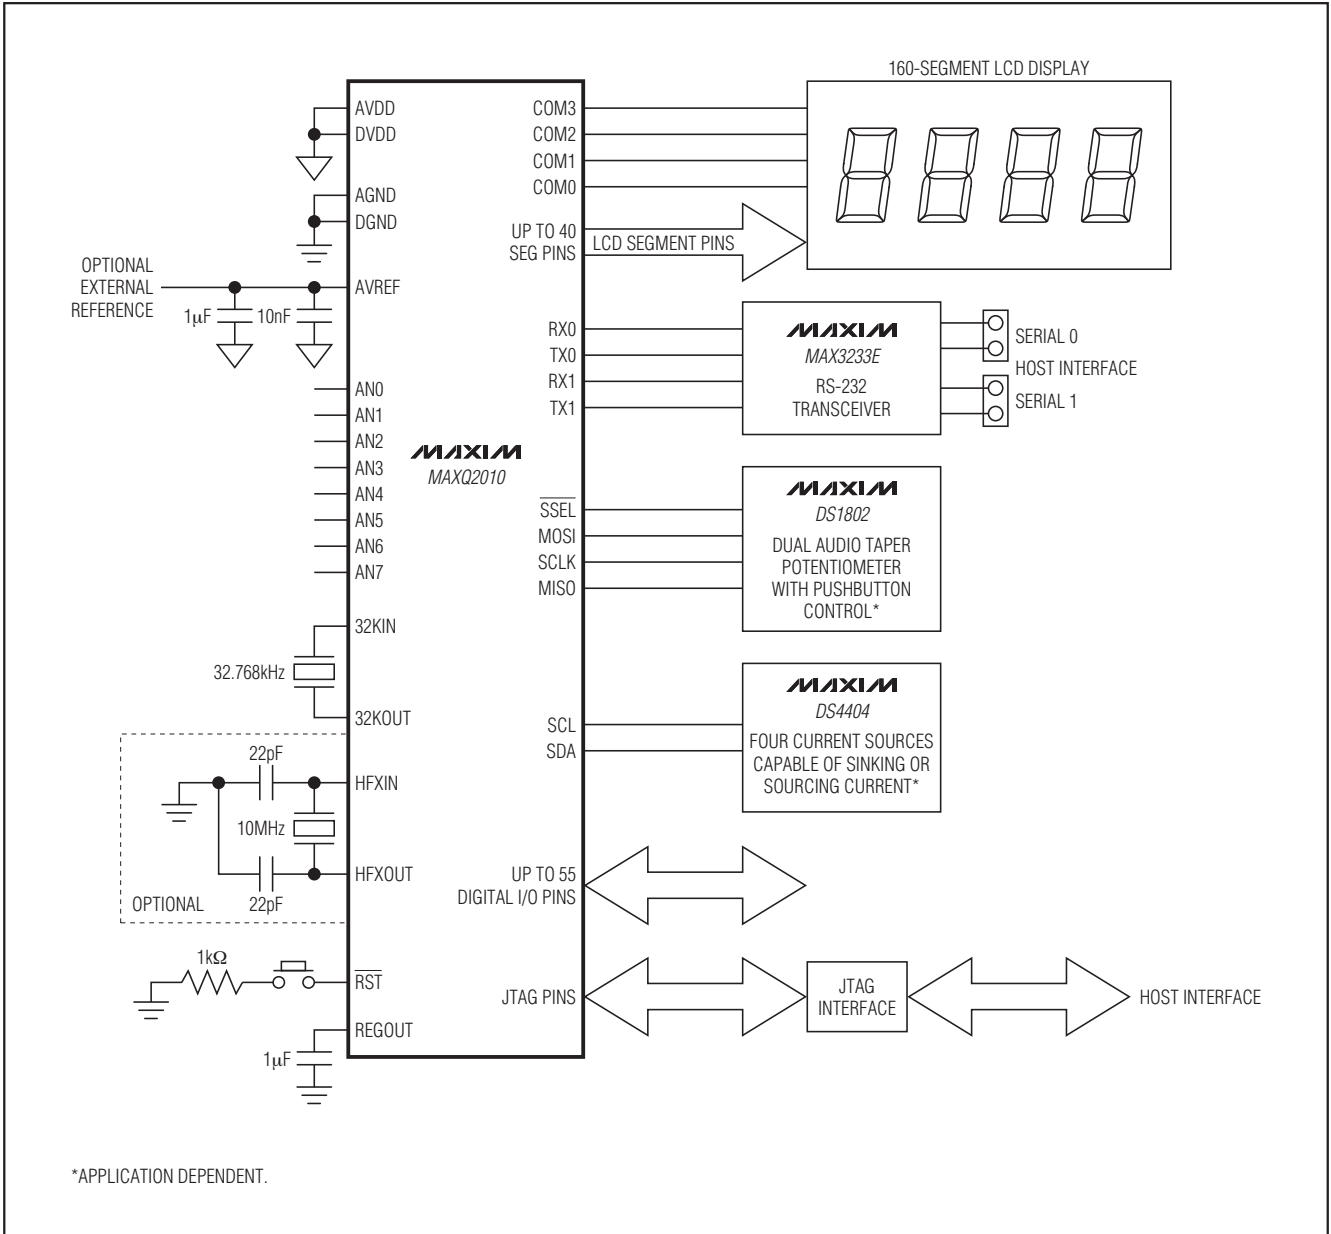 160-SEGMENT LCD DISPLAY
AVDD
DVDD
AGND
DGND
OPTIONAL
EXTERNAL
REFERENCE
AVREF
1µF
10nF
AN0
AN1
AN2
AN3
AN4
AN5
AN6
AN7
32KIN
32.768kHz
32KOUT
22pF
HFXIN
10MHz
HFXOUT
OPTIONAL
22pF
1kΩ
RST
REGOUT
1µF
MAXIM
MAXQ2010
COM3
COM2
COM1
COM0
UP TO 40
SEG PINS
LCD SEGMENT PINS
RX0
TX0
RX1
TX1
MAXIM
MAX3233E
RS-232
TRANSCEIVER
SERIAL 0
HOST INTERFACE
SERIAL 1
SSEL
MOSI
SCLK
MISO
MAXIM
DS1802
DUAL AUDIO TAPER
POTENTIOMETER
WITH PUSHBUTTON
CONTROL*
SCL
SDA
MAXIM
DS4404
FOUR CURRENT SOURCES
CAPABLE OF SINKING OR
SOURCING CURRENT*
UP TO 55
DIGITAL I/O PINS
JTAG PINS
JTAG
INTERFACE
HOST INTERFACE
*APPLICATION DEPENDENT.